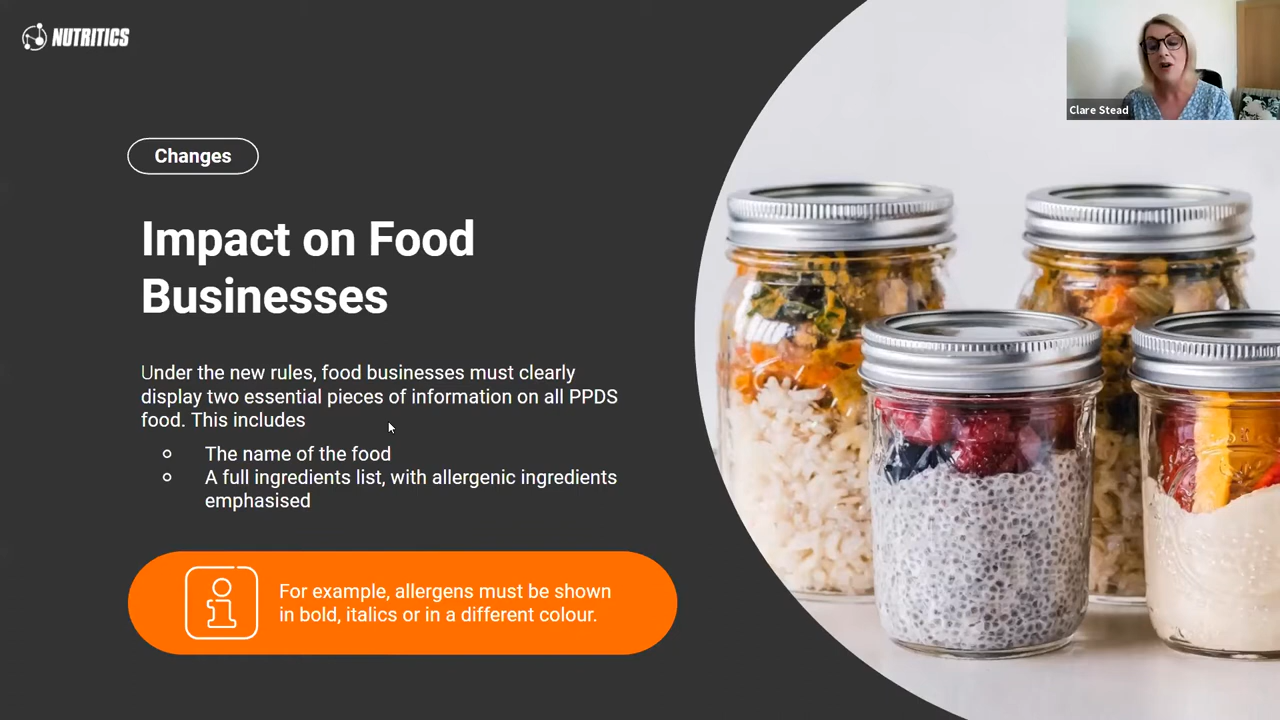 NUTRITICS
Clare Stead
Changes
Impact on Food
Businesses
Under the new rules, food businesses must clearly
display two essential pieces of information on all PPDS
food. This includes
The name of the food
A full ingredients list, with allergenic ingredients
emphasised
For example, allergens must be shown
in bold, italics or in a different colour.